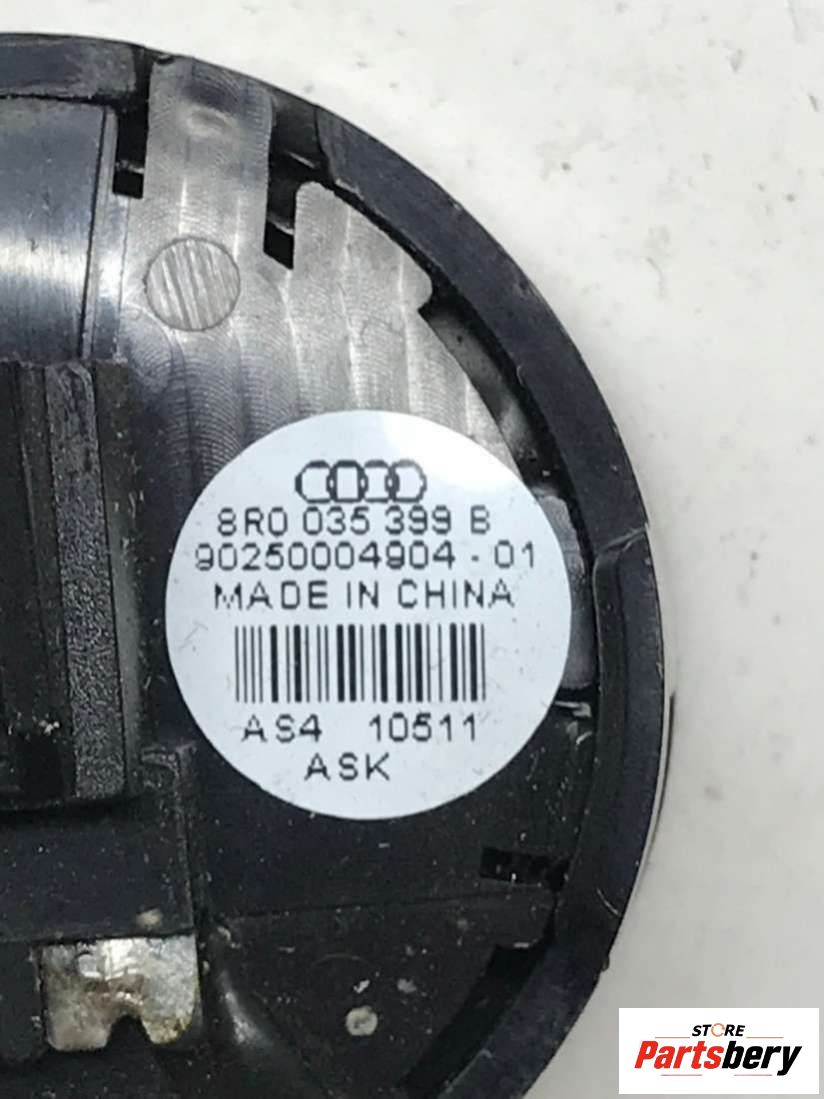 8R0 035 399 B
90250004904 - 01
MADE IN CHINA
AS4 10511
ASK
STORE
Partsbery